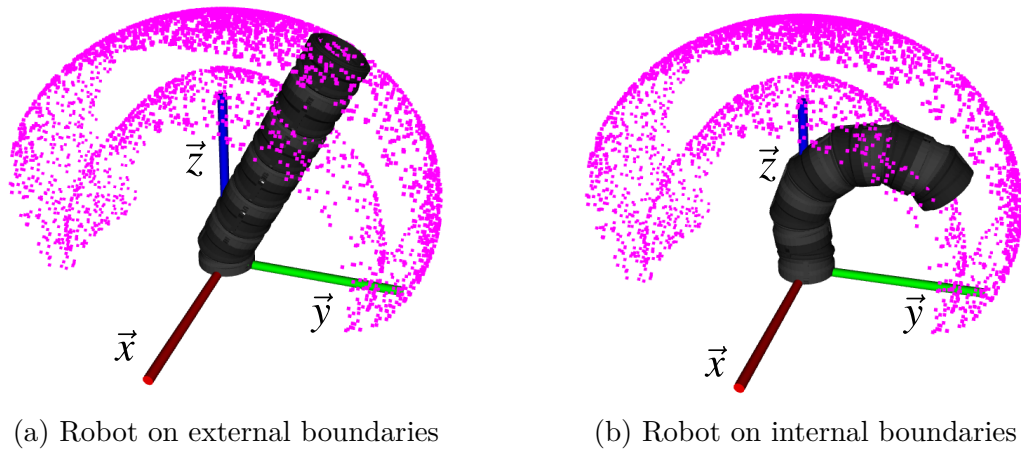 z⃗
z⃗
y⃗
y⃗
x⃗
x⃗
(a) Robot on external boundaries
(b) Robot on internal boundaries